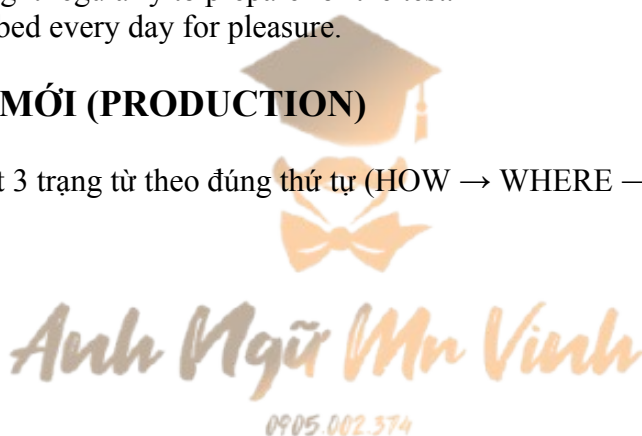 bed every day for pleasure.
MỚI (PRODUCTION)
3 trạng từ theo đúng thứ tự (HOW → WHERE
Anh Ngữ Mn Vinh
0905.002.374